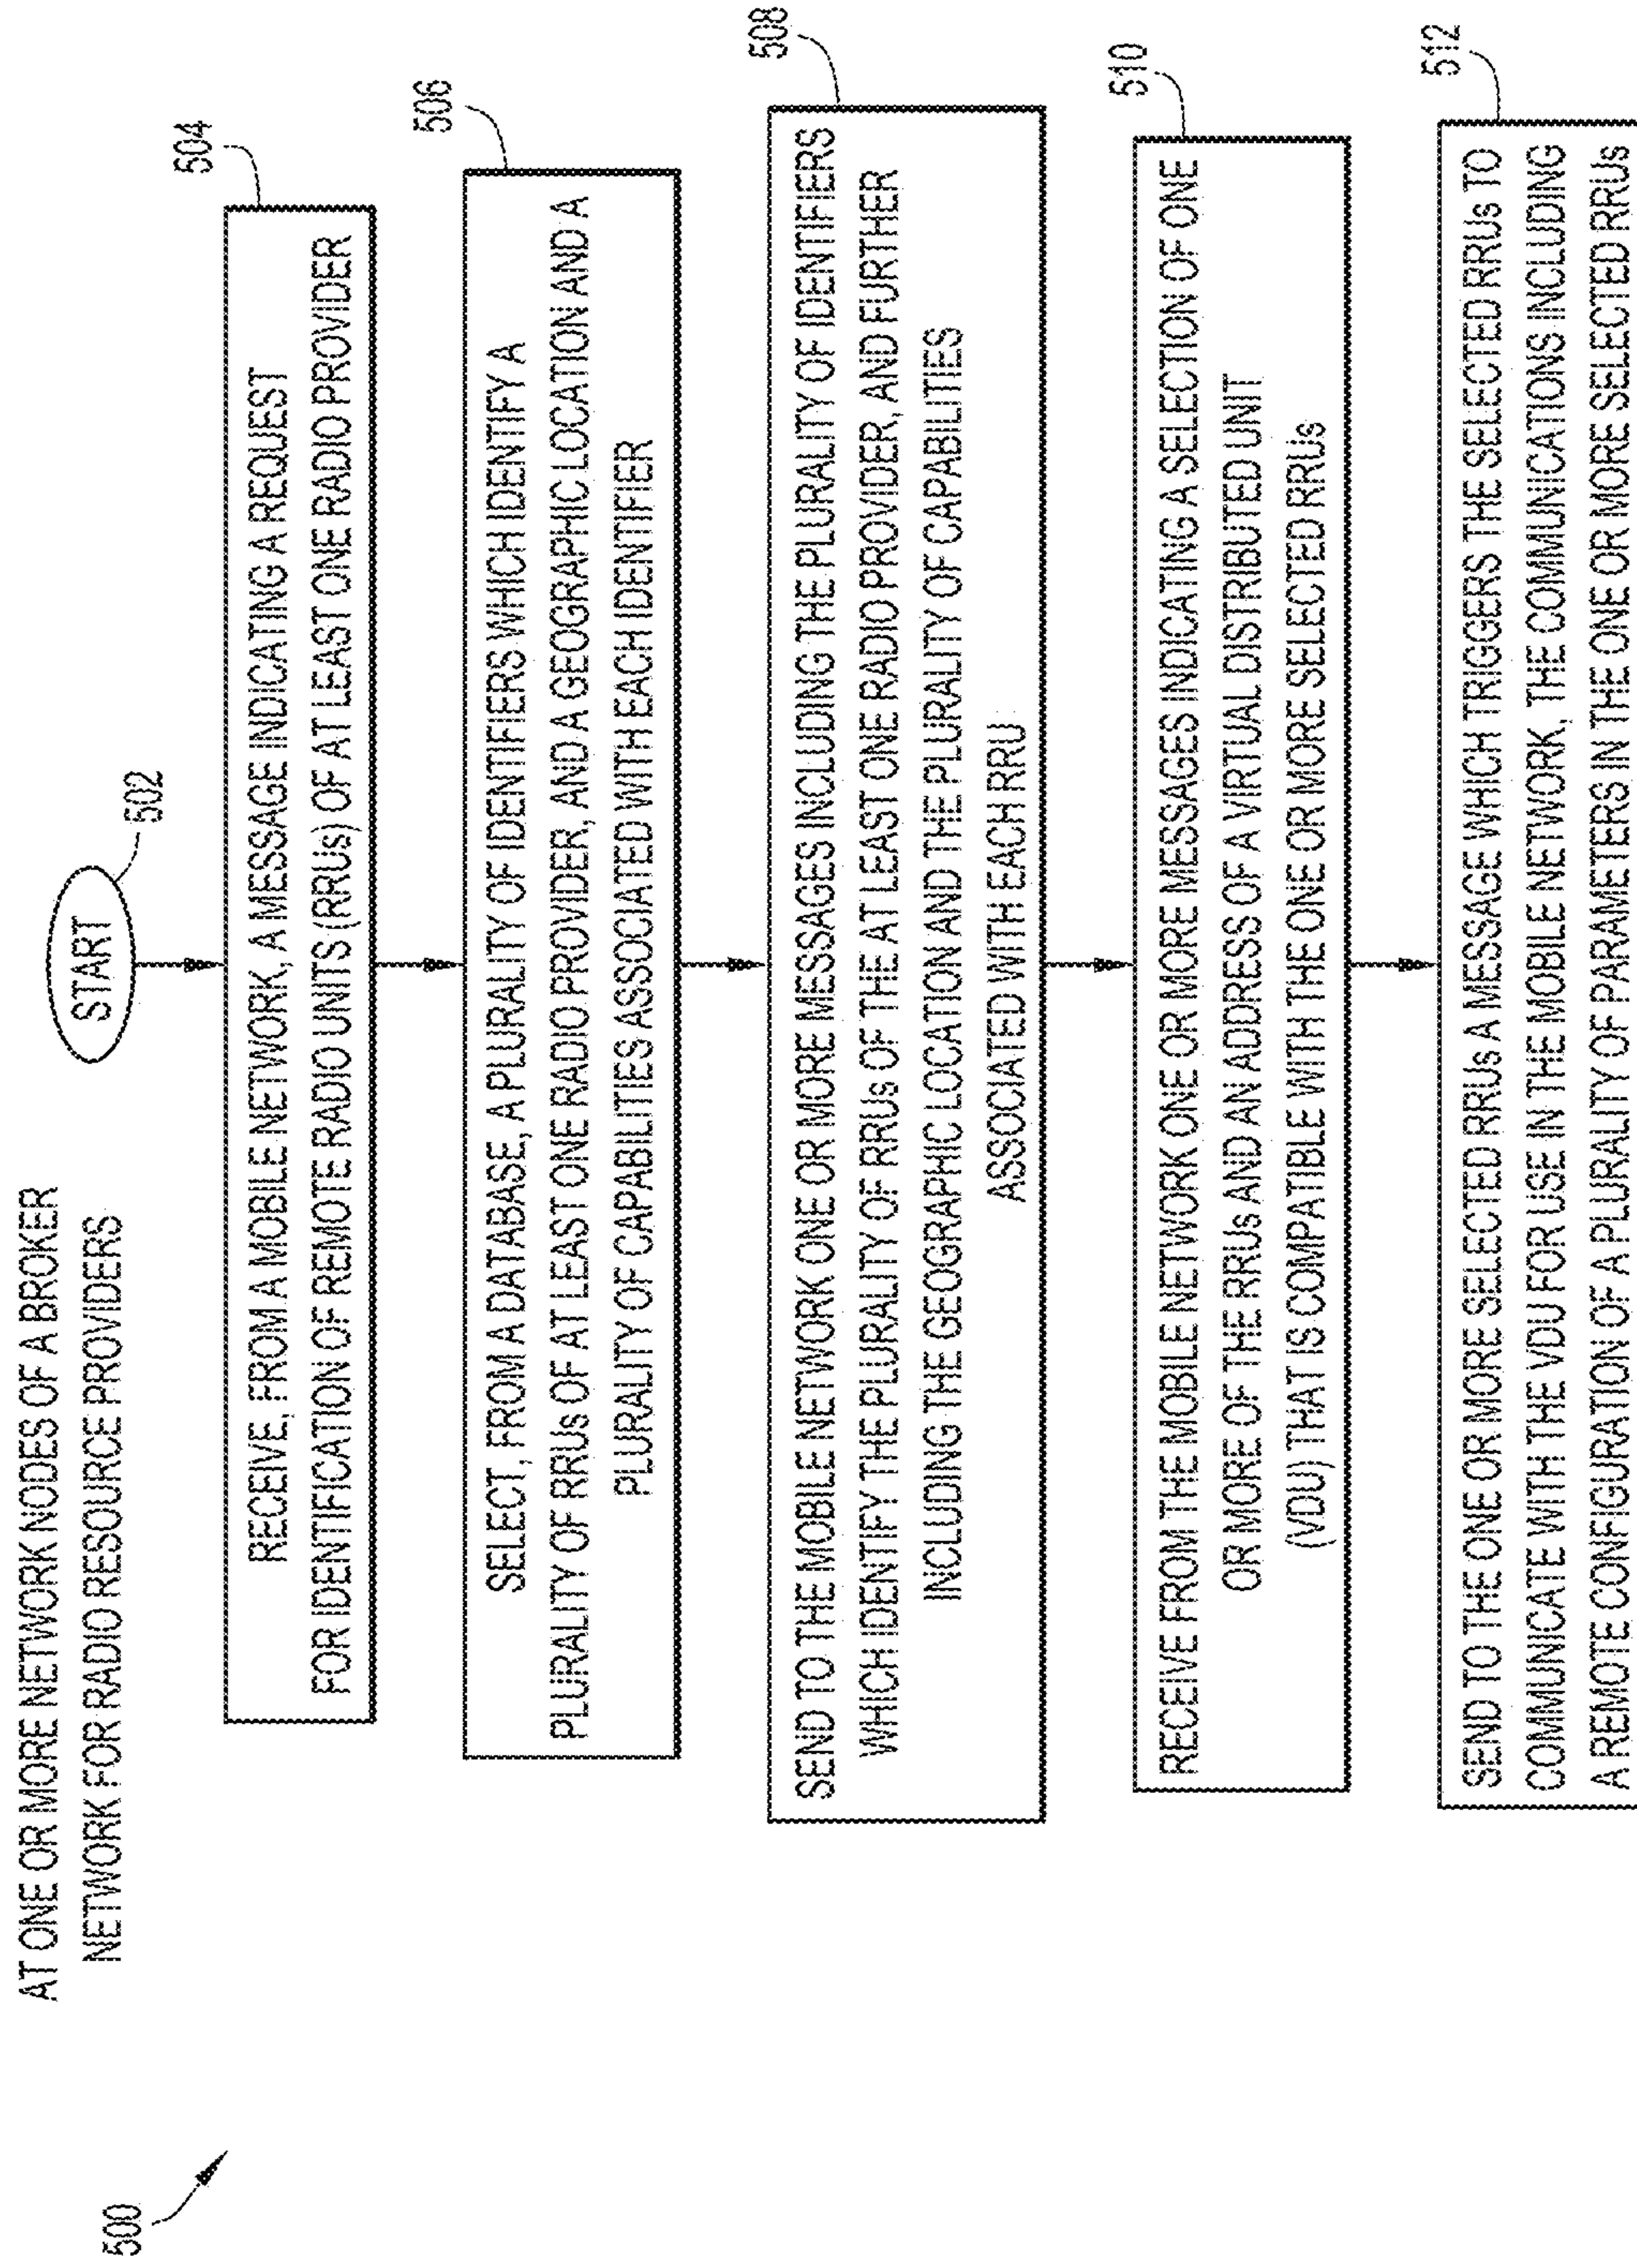 500
AT ONE OR MORE NETWORK NODES OF A BROKER
NETWORK FOR RADIO RESOURCE PROVIDERS
START
502
504
RECEIVE, FROM A MOBILE NETWORK, A MESSAGE INDICATING A REQUEST
FOR IDENTIFICATION OF REMOTE RADIO UNITS (RRUs) OF AT LEAST ONE RADIO PROVIDER
506
SELECT, FROM A DATABASE, A PLURALITY OF IDENTIFIERS WHICH IDENTIFY A
PLURALITY OF RRUs OF AT LEAST ONE RADIO PROVIDER, AND A GEOGRAPHIC LOCATION AND A
PLURALITY OF CAPABILITIES ASSOCIATED WITH EACH IDENTIFIER
508
SEND TO THE MOBILE NETWORK ONE OR MORE MESSAGES INCLUDING THE PLURALITY OF IDENTIFIERS
WHICH IDENTIFY THE PLURALITY OF RRUs OF THE AT LEAST ONE RADIO PROVIDER, AND FURTHER
INCLUDING THE GEOGRAPHIC LOCATION AND THE PLURALITY OF CAPABILITIES
ASSOCIATED WITH EACH RRU
510
RECEIVE FROM THE MOBILE NETWORK ONE OR MORE MESSAGES INDICATING A SELECTION OF ONE
OR MORE OF THE RRUs AND AN ADDRESS OF A VIRTUAL DISTRIBUTED UNIT
(VDU) THAT IS COMPATIBLE WITH THE ONE OR MORE SELECTED RRUs
512
SEND TO THE ONE OR MORE SELECTED RRUs A MESSAGE WHICH TRIGGERS THE SELECTED RRUs TO
COMMUNICATE WITH THE VDU FOR USE IN THE MOBILE NETWORK, THE COMMUNICATIONS INCLUDING
A REMOTE CONFIGURATION OF A PLURALITY OF PARAMETERS IN THE ONE OR MORE SELECTED RRUs